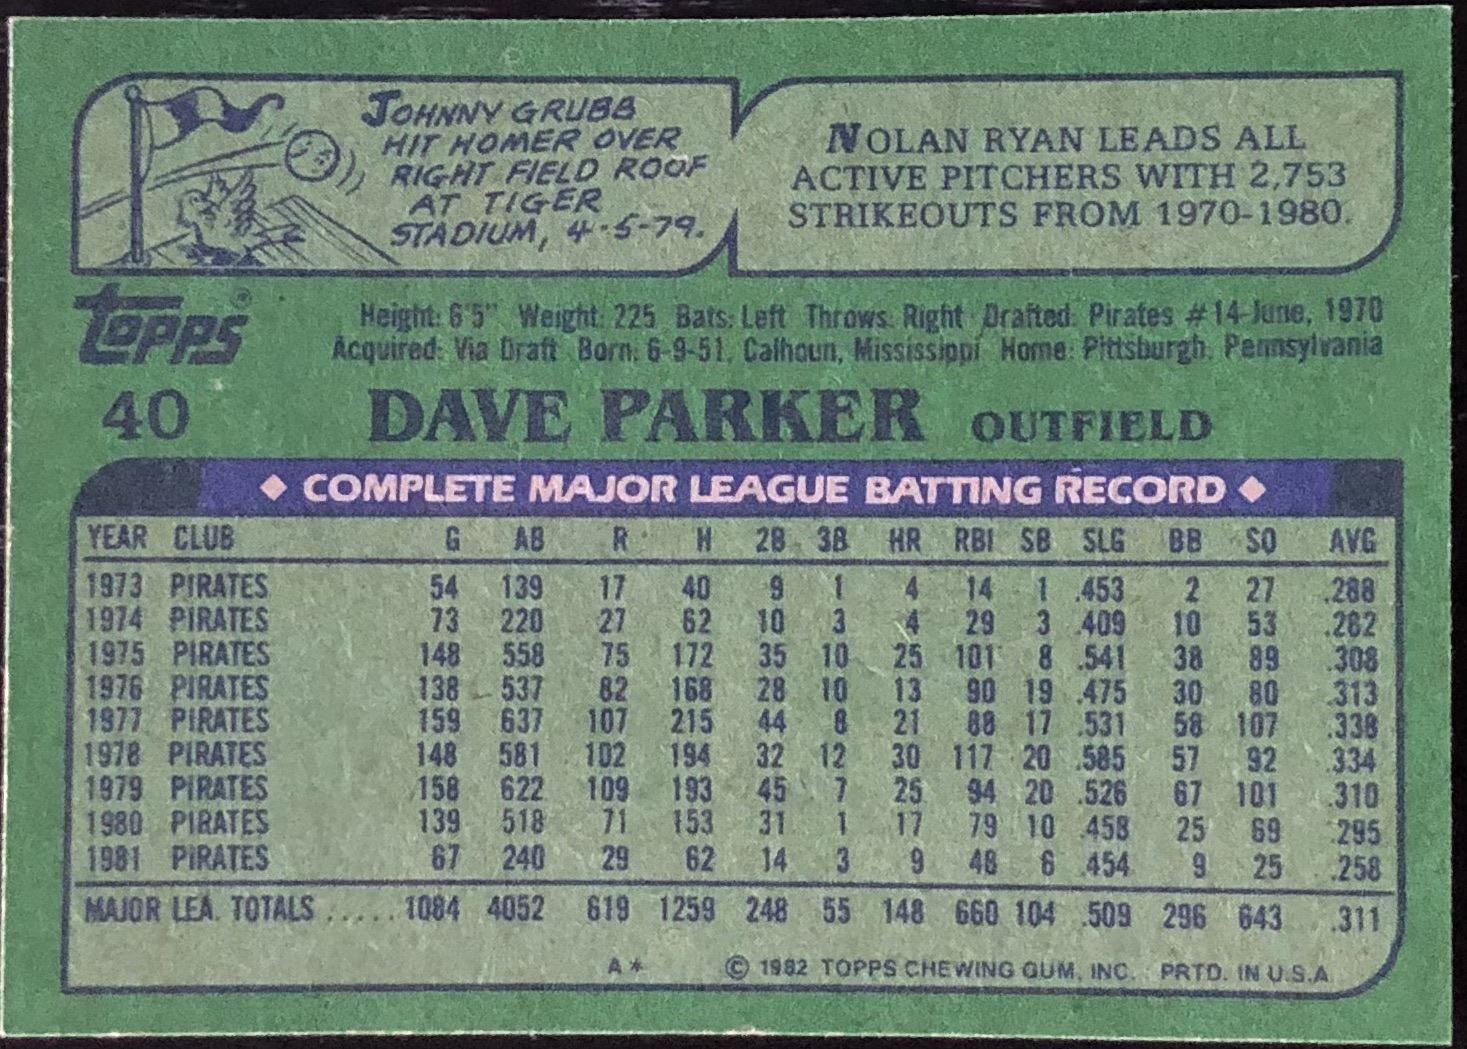 JOHNNY GRUBB
HIT HOMER OVER
RIGHT FIELD ROOF
AT TIGER
STADIUM, 4-5-79.
NOLAN RYAN LEADS ALL
ACTIVE PITCHERS WITH 2,753
STRIKEOUTS FROM 1970-1980.
topps®
Height: 6'5" Weight: 225 Bats: Left Throws: Right Drafted: Pirates #14-June, 1970
Acquired: Via Draft Born: 6-9-51, Calhoun, Mississippi Home: Pittsburgh, Pennsylvania
40 DAVE PARKER OUTFIELD
◆ COMPLETE MAJOR LEAGUE BATTING RECORD ◆
YEAR CLUB G AB R H 2B 3B HR RBI SB SLG BB SO AVG
1973 PIRATES 54 139 17 40 9 1 4 14 1 .453 2 27 .288
1974 PIRATES 73 220 27 62 10 3 4 29 3 .409 10 53 .282
1975 PIRATES 148 558 75 172 35 10 25 101 8 .541 38 89 .308
1976 PIRATES 138 537 82 168 28 10 13 90 19 .475 30 80 .313
1977 PIRATES 159 637 107 215 44 8 21 88 17 .531 58 107 .338
1978 PIRATES 148 581 102 194 32 12 30 117 20 .585 57 92 .334
1979 PIRATES 158 622 109 193 45 7 25 94 20 .526 67 101 .310
1980 PIRATES 139 518 71 153 31 1 17 79 10 .458 25 69 .295
1981 PIRATES 67 240 29 62 14 3 9 48 6 .454 9 25 .258
MAJOR LEA. TOTALS ..... 1084 4052 619 1259 248 55 148 660 104 .509 296 643 .311
A* © 1982 TOPPS CHEWING GUM, INC. PRTD. IN U.S.A.